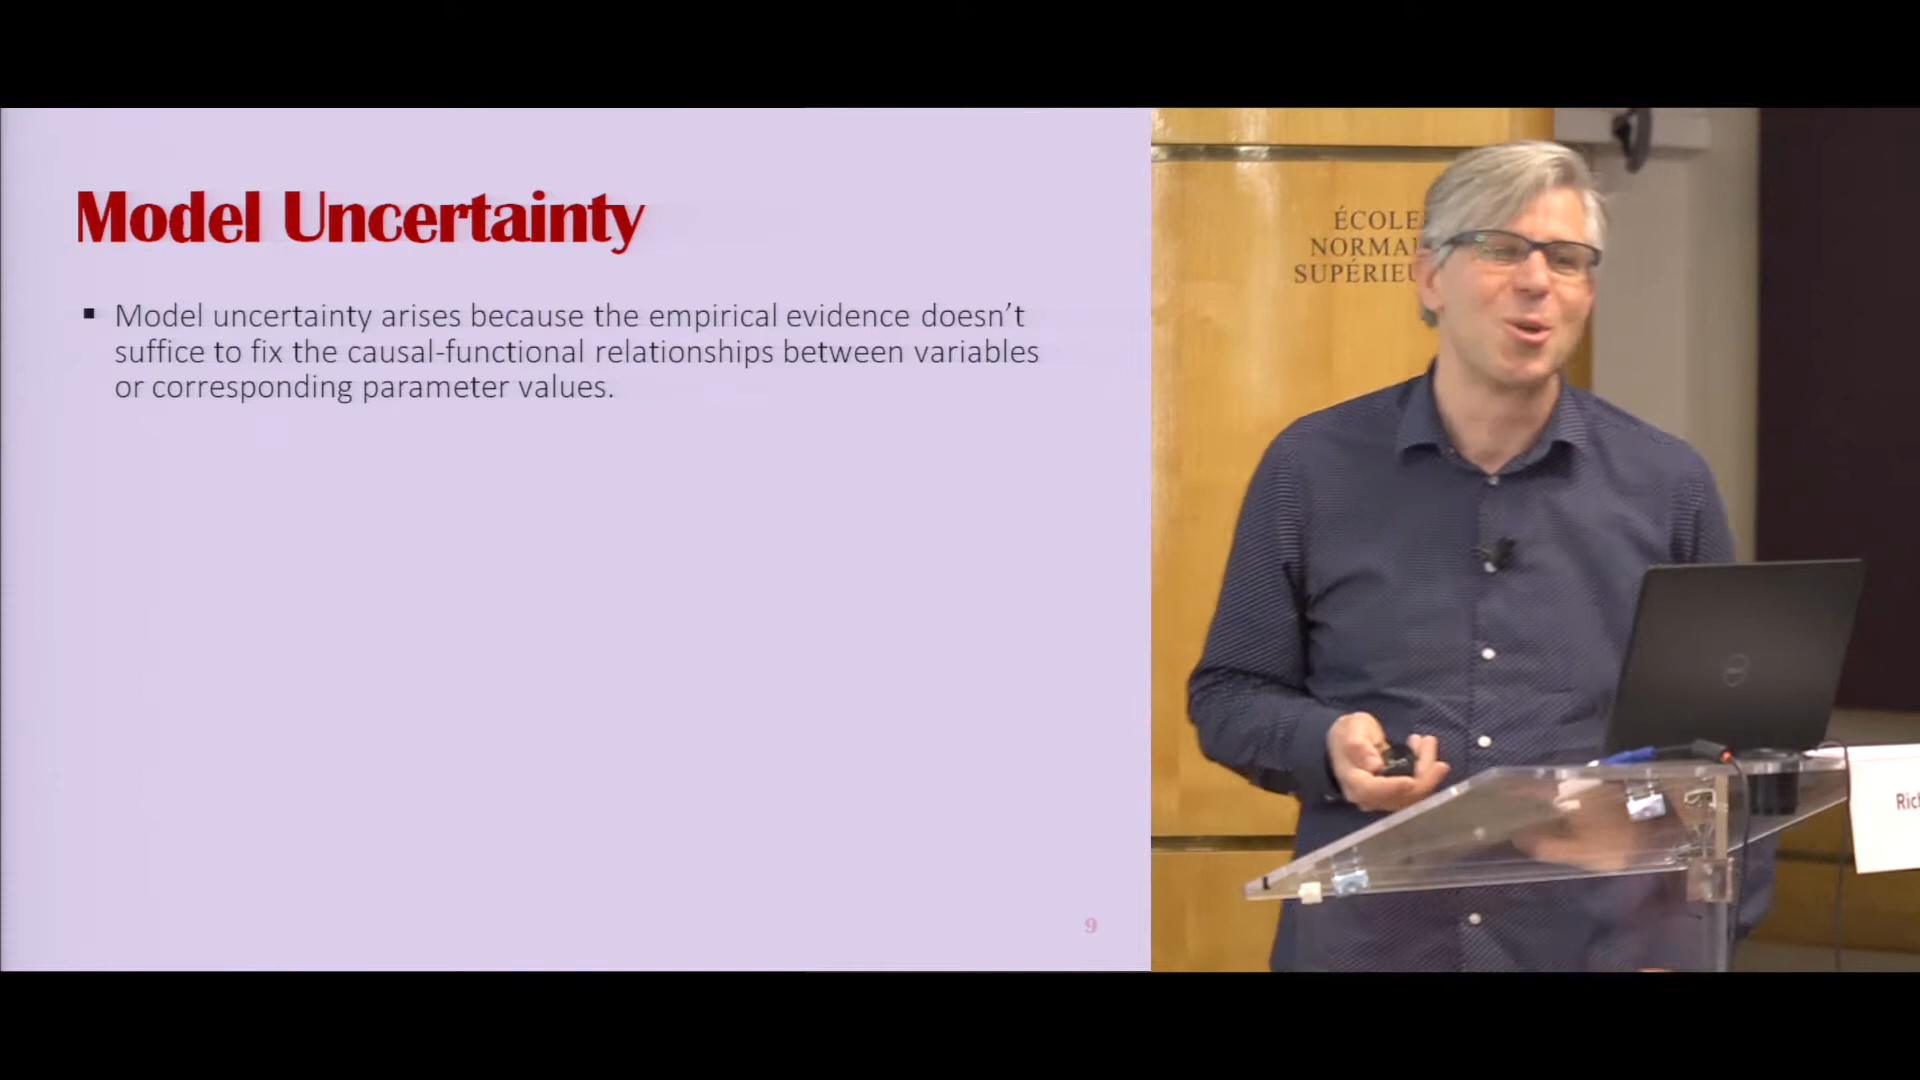 Model Uncertainty
▪ Model uncertainty arises because the empirical evidence doesn’t
suffice to fix the causal-functional relationships between variables
or corresponding parameter values.
9
ÉCOLE
NORMA
SUPÉRIEU